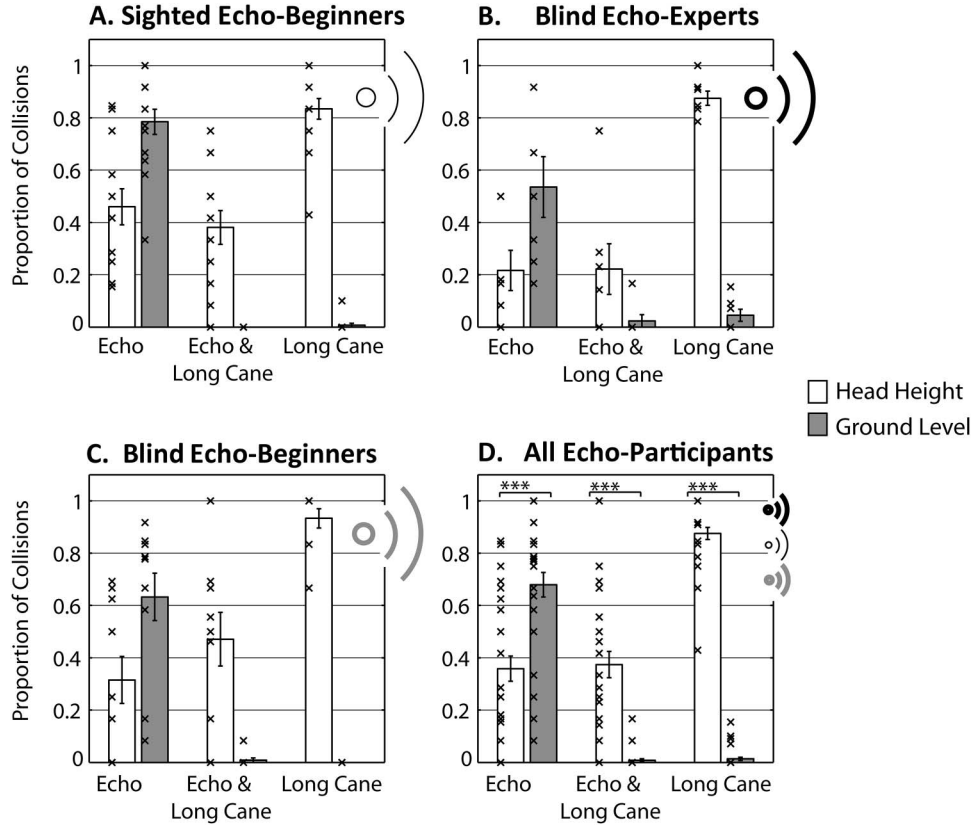 A. Sighted Echo-Beginners
Proportion of Collisions
1
0.8
0.6
0.4
0.2
0
Echo
Echo &
Long Cane
Long Cane
B. Blind Echo-Experts
1
0.8
0.6
0.4
0.2
0
Echo
Echo &
Long Cane
Long Cane
Head Height
Ground Level
C. Blind Echo-Beginners
Proportion of Collisions
1
0.8
0.6
0.4
0.2
0
Echo
Echo &
Long Cane
Long Cane
D. All Echo-Participants
*** *** ***
1
0.8
0.6
0.4
0.2
0
Echo
Echo &
Long Cane
Long Cane